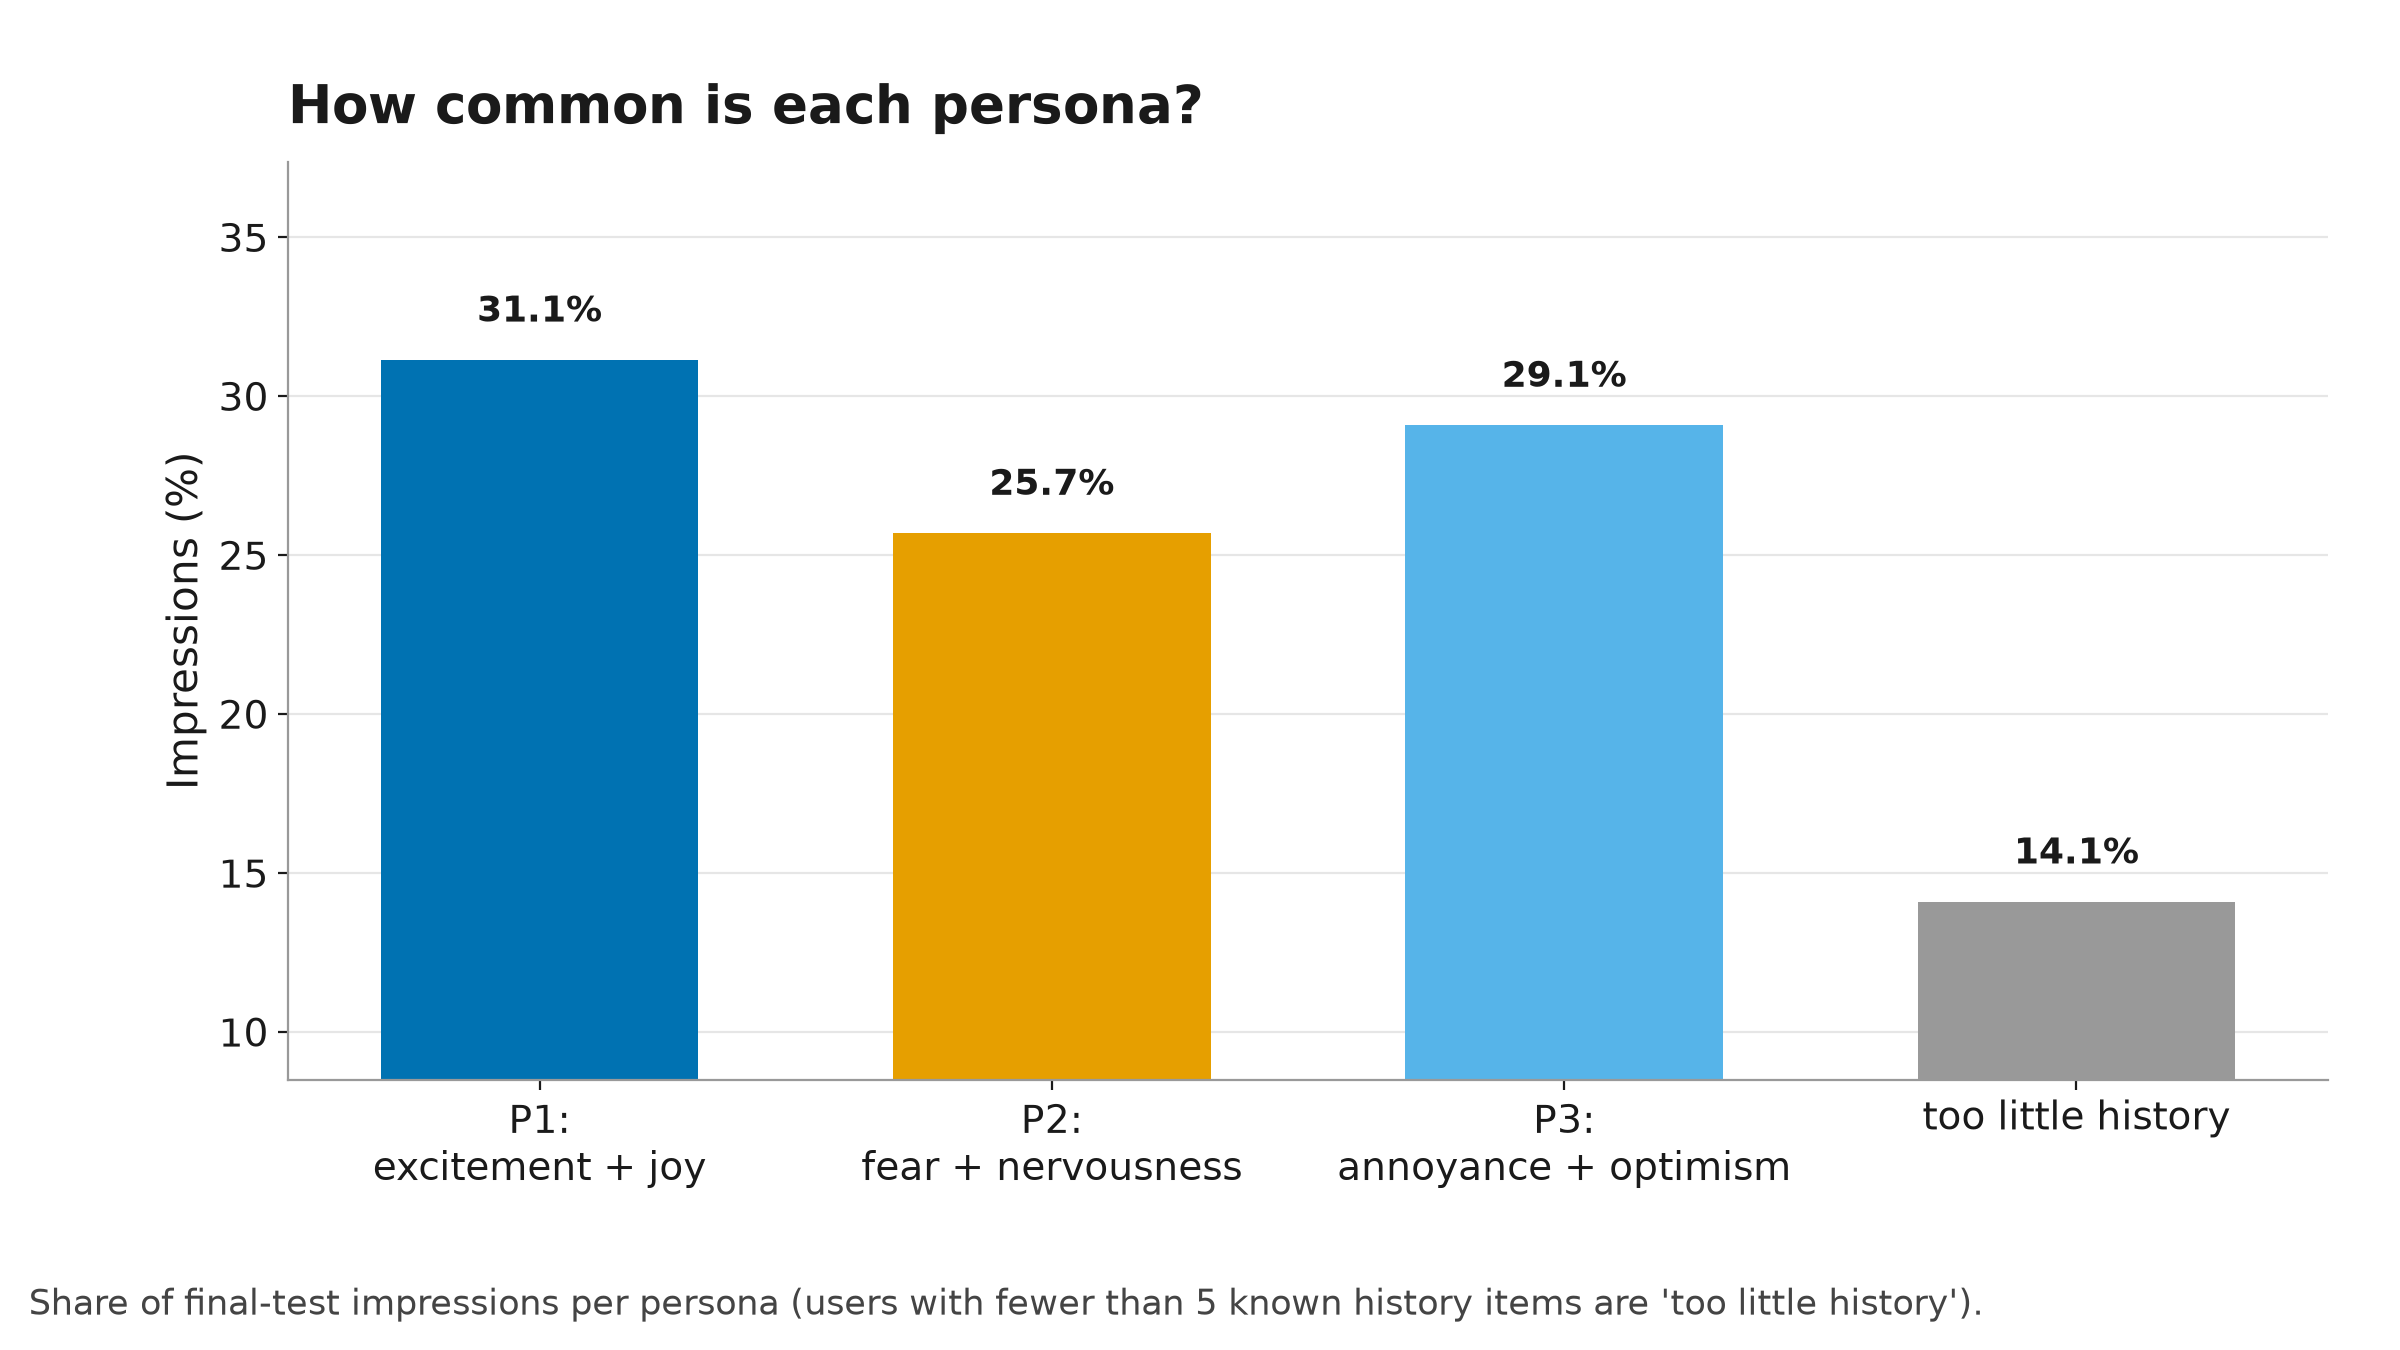 How common is each persona?
Impressions (%)
35
30
25
20
15
10
31.1%
25.7%
29.1%
14.1%
P1:
excitement + joy
P2:
fear + nervousness
P3:
annoyance + optimism
too little history
Share of final-test impressions per persona (users with fewer than 5 known history items are 'too little history').